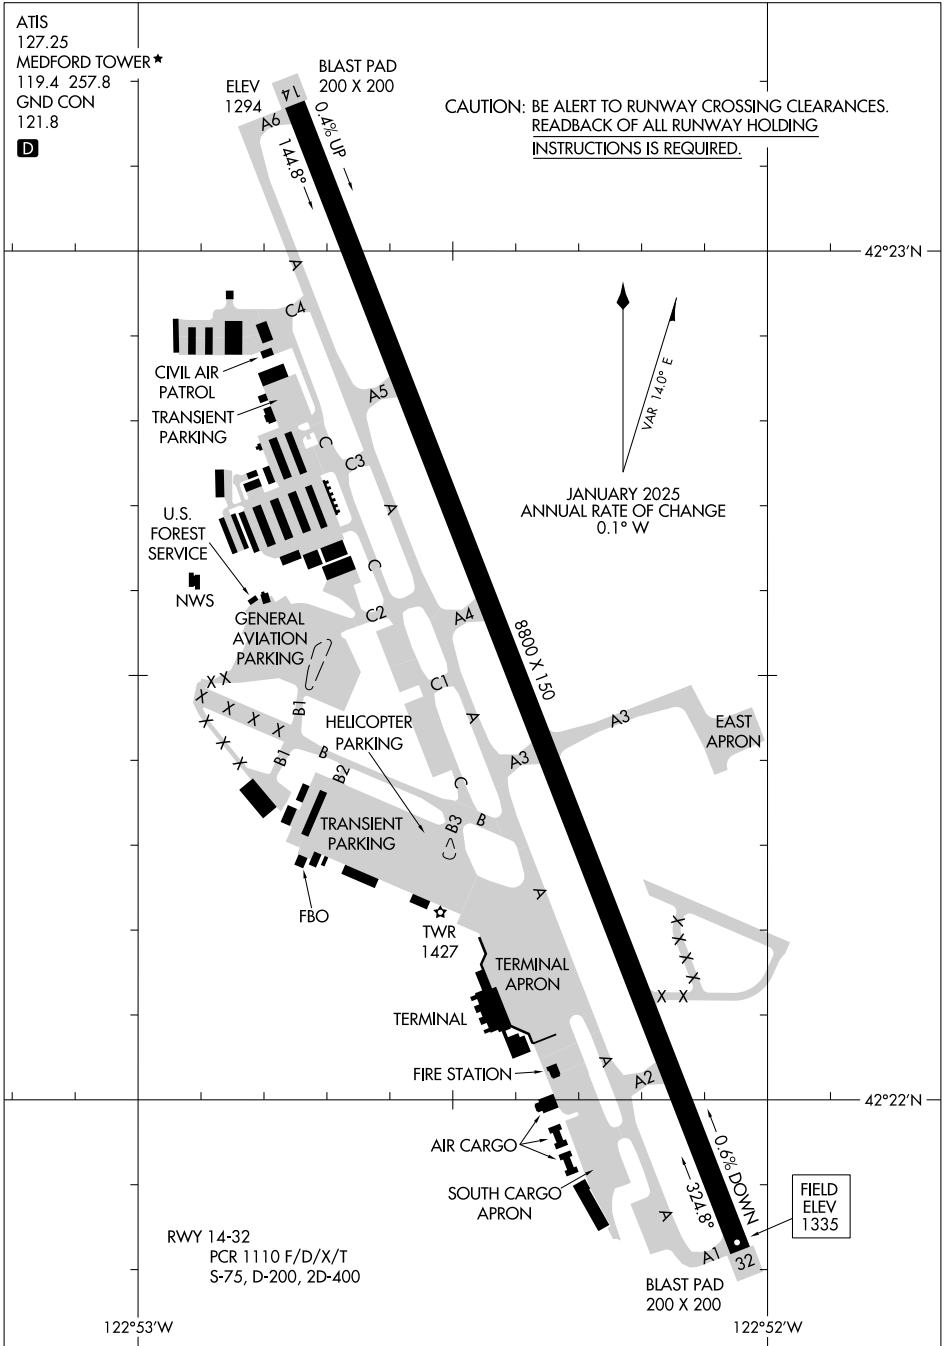 ATIS
127.25
MEDFORD TOWER★
119.4 257.8
GND CON
121.8
D
ELEV
1294
BLAST PAD
200 X 200
CAUTION: BE ALERT TO RUNWAY CROSSING CLEARANCES.
READBACK OF ALL RUNWAY HOLDING
INSTRUCTIONS IS REQUIRED.
14
A6
0.4% UP
144.8°
42°23'N
A
C4
CIVIL AIR
PATROL
TRANSIENT
PARKING
A5
VAR 14.0° E
C
C3
JANUARY 2025
ANNUAL RATE OF CHANGE
0.1° W
A
U.S.
FOREST
SERVICE
C
NWS
C2
A4
GENERAL
AVIATION
PARKING
8800 X 150
X X
X
C1
B1
X
X
X
X
A
A3
EAST
APRON
HELICOPTER
PARKING
X
B1
B
X
B2
A3
C
TRANSIENT
PARKING
B3
B
FBO
A
TWR
1427
X
X
X
X
X X
TERMINAL
APRON
TERMINAL
FIRE STATION
A
A2
42°22'N
AIR CARGO
0.6% DOWN
324.8°
SOUTH CARGO
APRON
A
FIELD
ELEV
1335
RWY 14-32
PCR 1110 F/D/X/T
S-75, D-200, 2D-400
A1
32
BLAST PAD
200 X 200
122°53'W
122°52'W